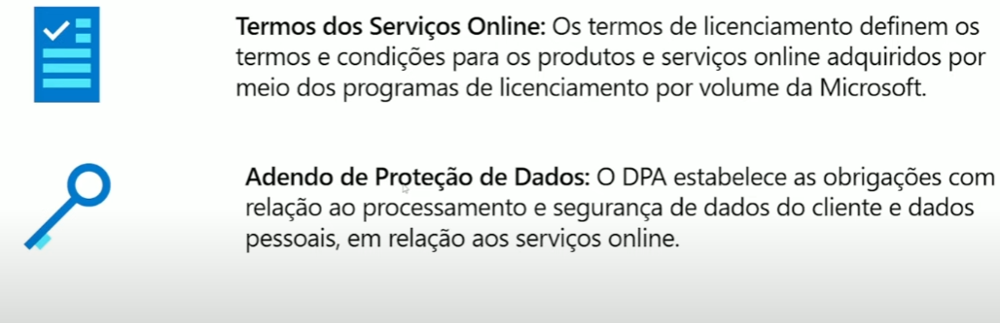 Termos dos Serviços Online: Os termos de licenciamento definem os
termos e condições para os produtos e serviços online adquiridos por
meio dos programas de licenciamento por volume da Microsoft.
Adendo de Proteção de Dados: O DPA estabelece as obrigações com
relação ao processamento e segurança de dados do cliente e dados
pessoais, em relação aos serviços online.